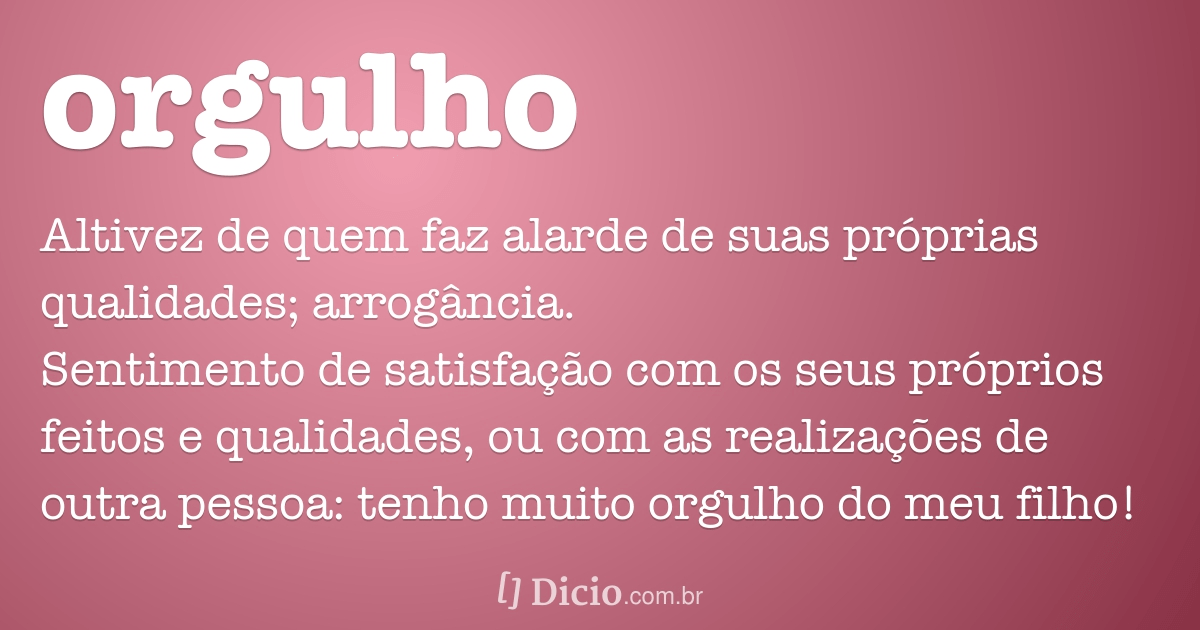 orgulho
Altivez de quem faz alarde de suas próprias
qualidades; arrogância.
Sentimento de satisfação com os seus próprios
feitos e qualidades, ou com as realizações de
outra pessoa: tenho muito orgulho do meu filho!
[] Dicio.com.br